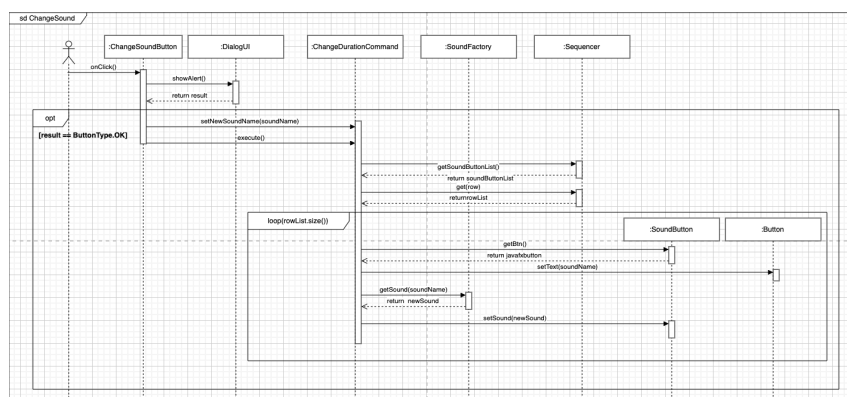 sd ChangeSound
:ChangeSoundButton
:DialogUI
:ChangeDurationCommand
:SoundFactory
:Sequencer
onClick()
showAlert()
return result
opt
setNewSoundName(soundName)
[result == ButtonType.OK]
execute()
getSoundButtonList()
return soundButtonList
get(row)
returnrowList
loop(rowList.size())
:SoundButton
:Button
getBtn()
return javafxbutton
setText(soundName)
getSound(soundName)
return newSound
setSound(newSound)